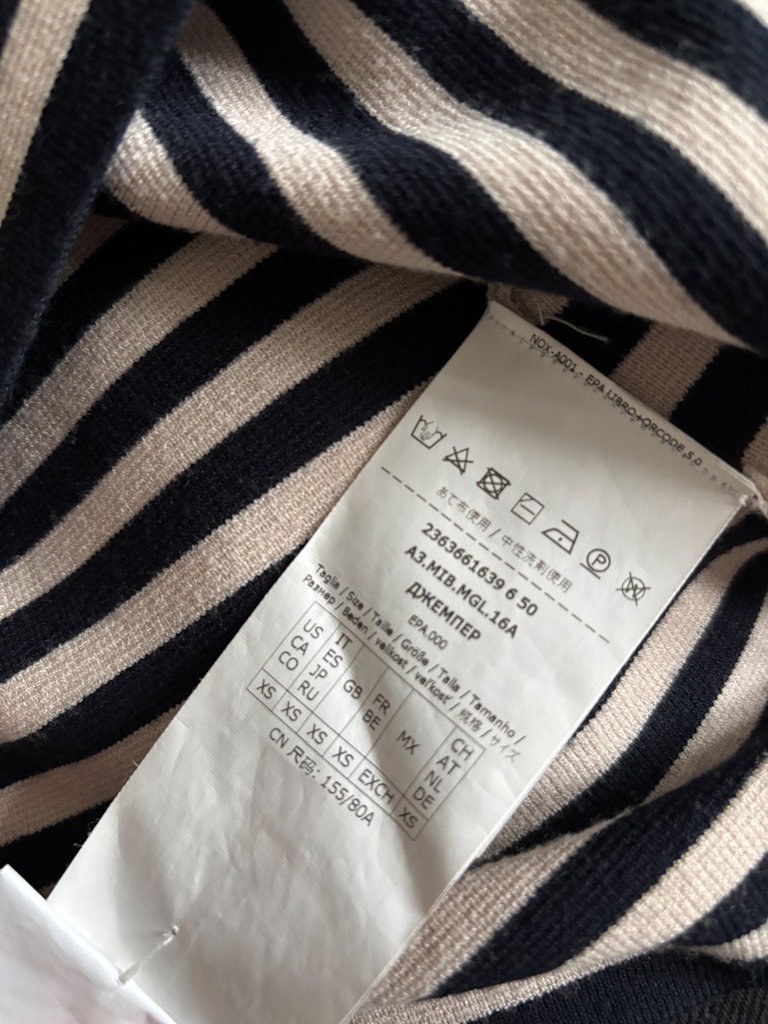 NOX-A001 - EPA LIBRO+QRCODE S.0
P
あて布使用 / 中性洗剤使用
2363661639 6 50
A3.MIB.MGL.16A
ДЖЕМПЕР
EPA.000
Taglia / Size / Taille / Größe / Talla / Tamanho /
Размер / Beden / velikost / veľkosť / 规格 / サイズ
US CA CO IT ES JP RU GB FR BE MX CH AT NL DE
XS XS XS XS EXCH XS
CN 尺码: 155/80A